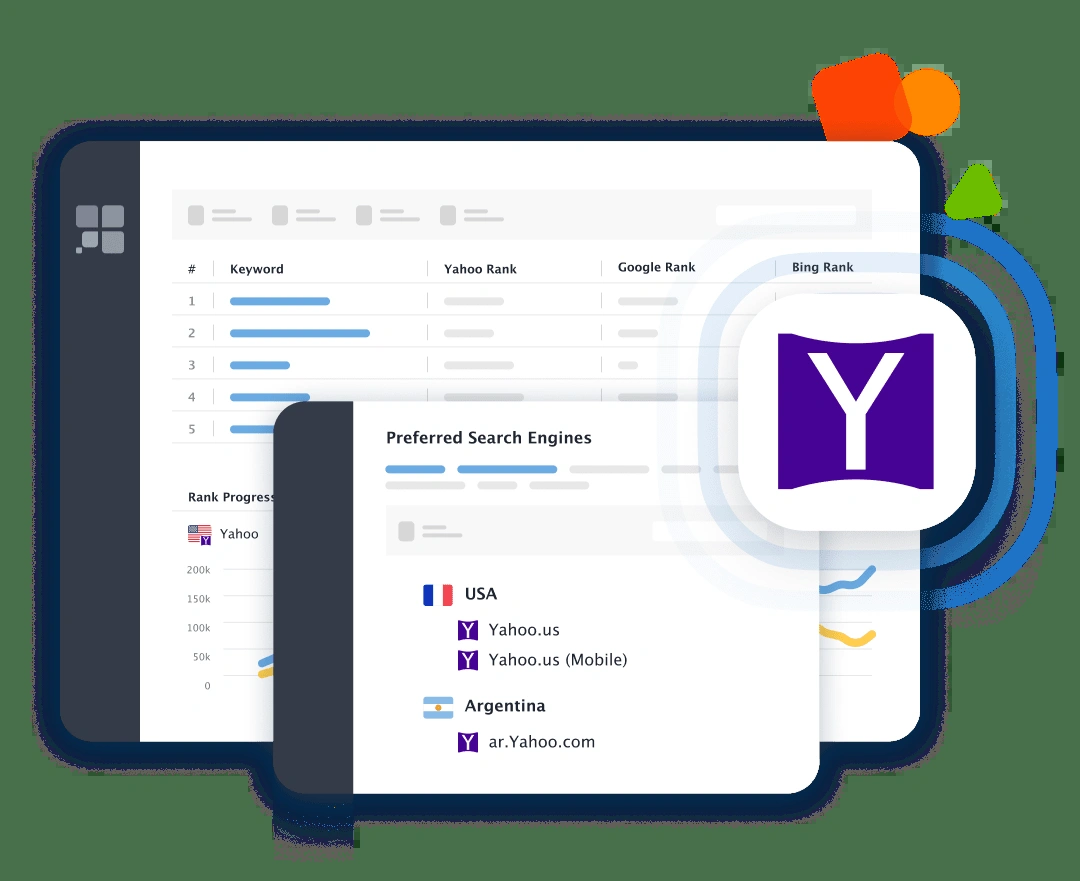 # Keyword Yahoo Rank Google Rank Bing Rank
1
2
3
4
5
Rank Progress
Yahoo
200k
150k
100k
50k
0
Preferred Search Engines
USA
Yahoo.us
Yahoo.us (Mobile)
Argentina
ar.Yahoo.com
Y